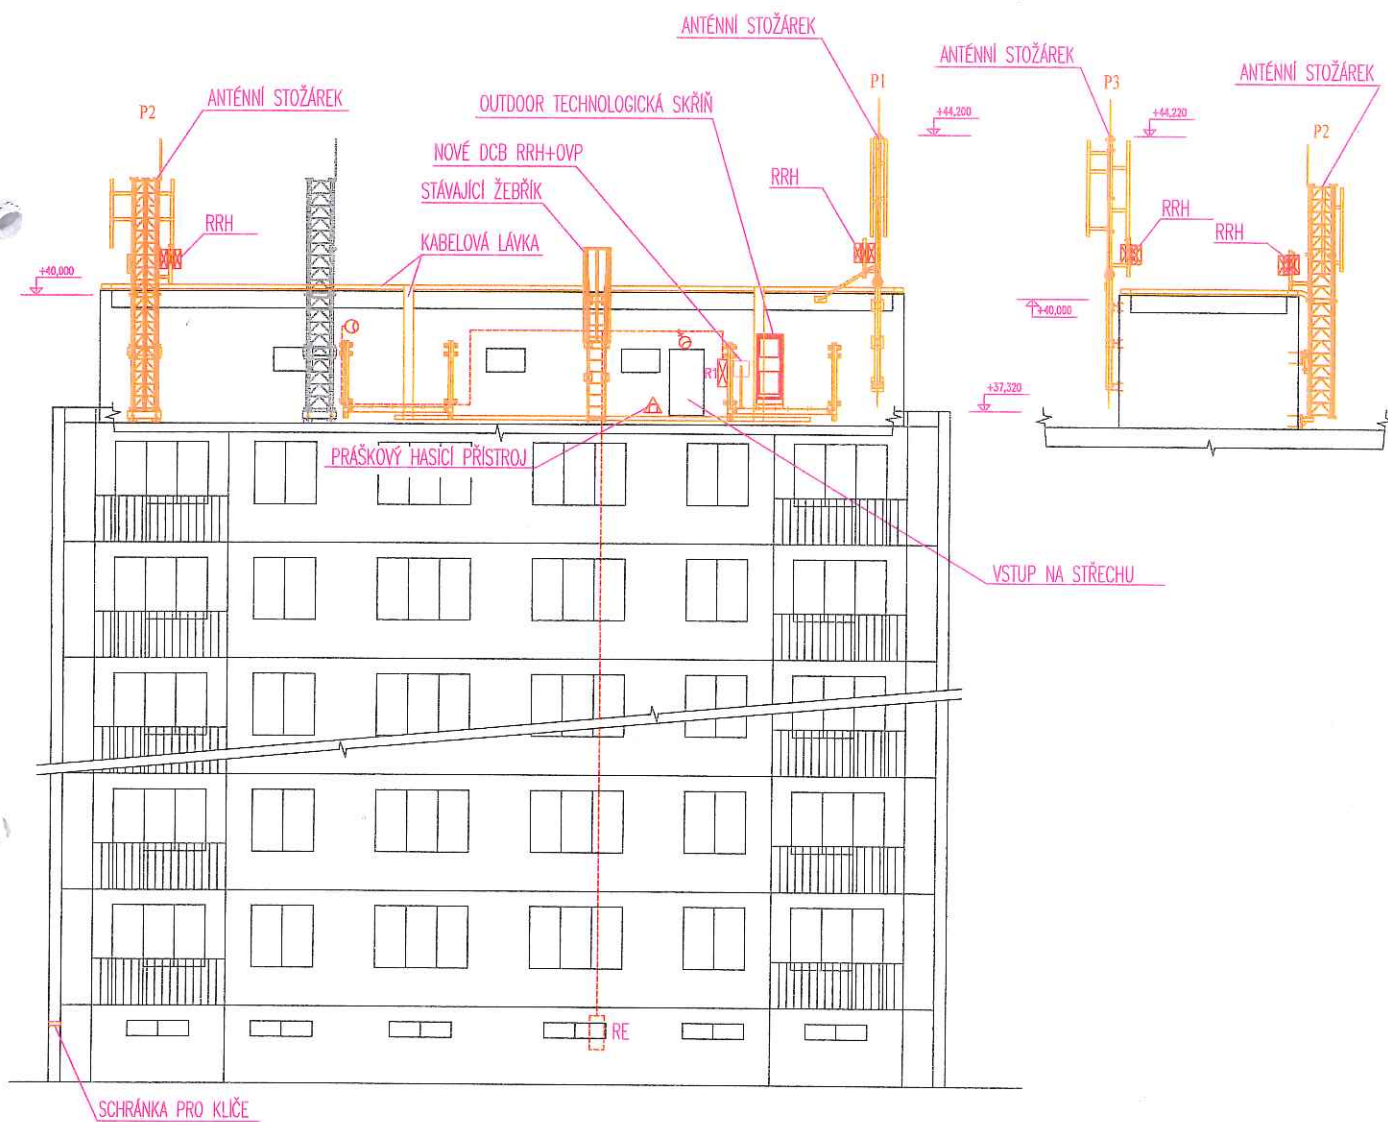 ANTÉNNÍ STOŽÁREK
ANTÉNNÍ STOŽÁREK
ANTÉNNÍ STOŽÁREK
P1
P3
ANTÉNNÍ STOŽÁREK
P2
OUTDOOR TECHNOLOGICKÁ SKŘÍŇ
+44,200
+44,220
P2
NOVÉ DCB RRH+OVP
RRH
STÁVAJÍCÍ ŽEBŘÍK
RRH
RRH
KABELOVÁ LÁVKA
RRH
+40,000
+40,000
R1
+37,320
PRÁŠKOVÝ HASÍCÍ PŘÍSTROJ
VSTUP NA STŘECHU
RE
SCHRÁNKA PRO KLÍČE